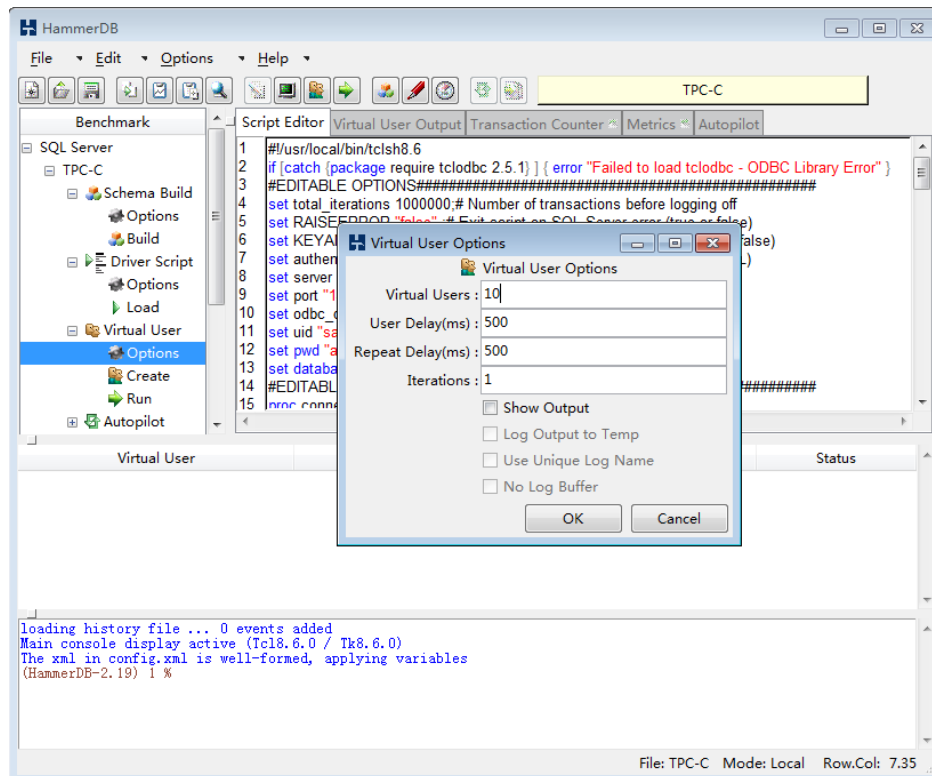 HammerDB
File Edit Options Help
TPC-C
Benchmark
SQL Server
TPC-C
Schema Build
Options
Build
Driver Script
Options
Load
Virtual User
Options
Create
Run
Autopilot
Script Editor Virtual User Output Transaction Counter Metrics Autopilot
1 #!/usr/local/bin/tclsh8.6
2 if [catch {package require tclodbc 2.5.1} ] { error "Failed to load tclodbc - ODBC Library Error" }
3 #EDITABLE OPTIONS##################################################
4 set total_iterations 1000000;# Number of transactions before logging off
5 set RAISEERROR "false" ;# Exit script on SQL Server error (true or false)
6 set KEYA false)
7 set authen L)
8 set server
9 set port "1
10 set odbc_d
11 set uid "sa
12 set pwd "a
13 set databa
14 #EDITABL ##########
15 proc conne
Virtual User Options
Virtual User Options
Virtual Users : 10
User Delay(ms) : 500
Repeat Delay(ms) : 500
Iterations : 1
Show Output
Log Output to Temp
Use Unique Log Name
No Log Buffer
OK Cancel
Virtual User Status
loading history file ... 0 events added
Main console display active (Tcl8.6.0 / Tk8.6.0)
The xml in config.xml is well-formed, applying variables
(HammerDB-2.19) 1 %
File: TPC-C Mode: Local Row.Col: 7.35